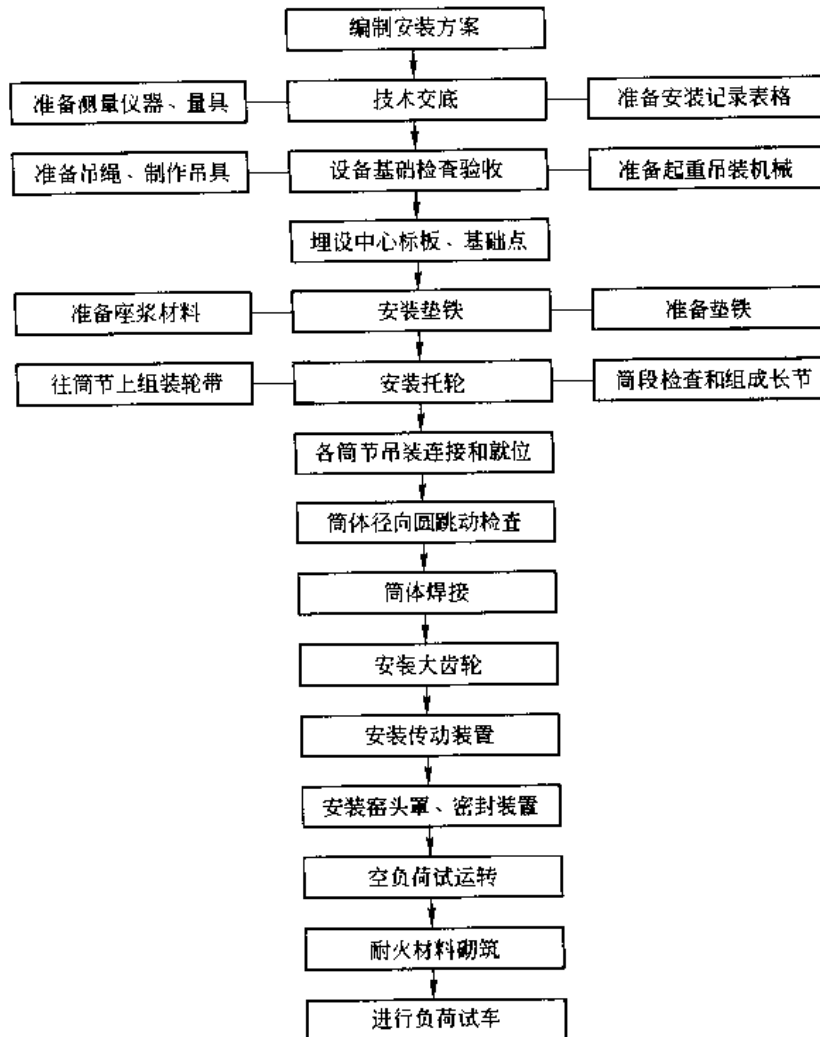 编制安装方案
准备测量仪器、量具
技术交底
准备安装记录表格
准备吊绳、制作吊具
设备基础检查验收
准备起重吊装机械
埋设中心标板、基础点
准备座浆材料
安装垫铁
准备垫铁
往筒节上组装轮带
安装托轮
筒段检查和组成长节
各筒节吊装连接和就位
筒体径向圆跳动检查
筒体焊接
安装大齿轮
安装传动装置
安装窑头罩、密封装置
空负荷试运转
耐火材料砌筑
进行负荷试车